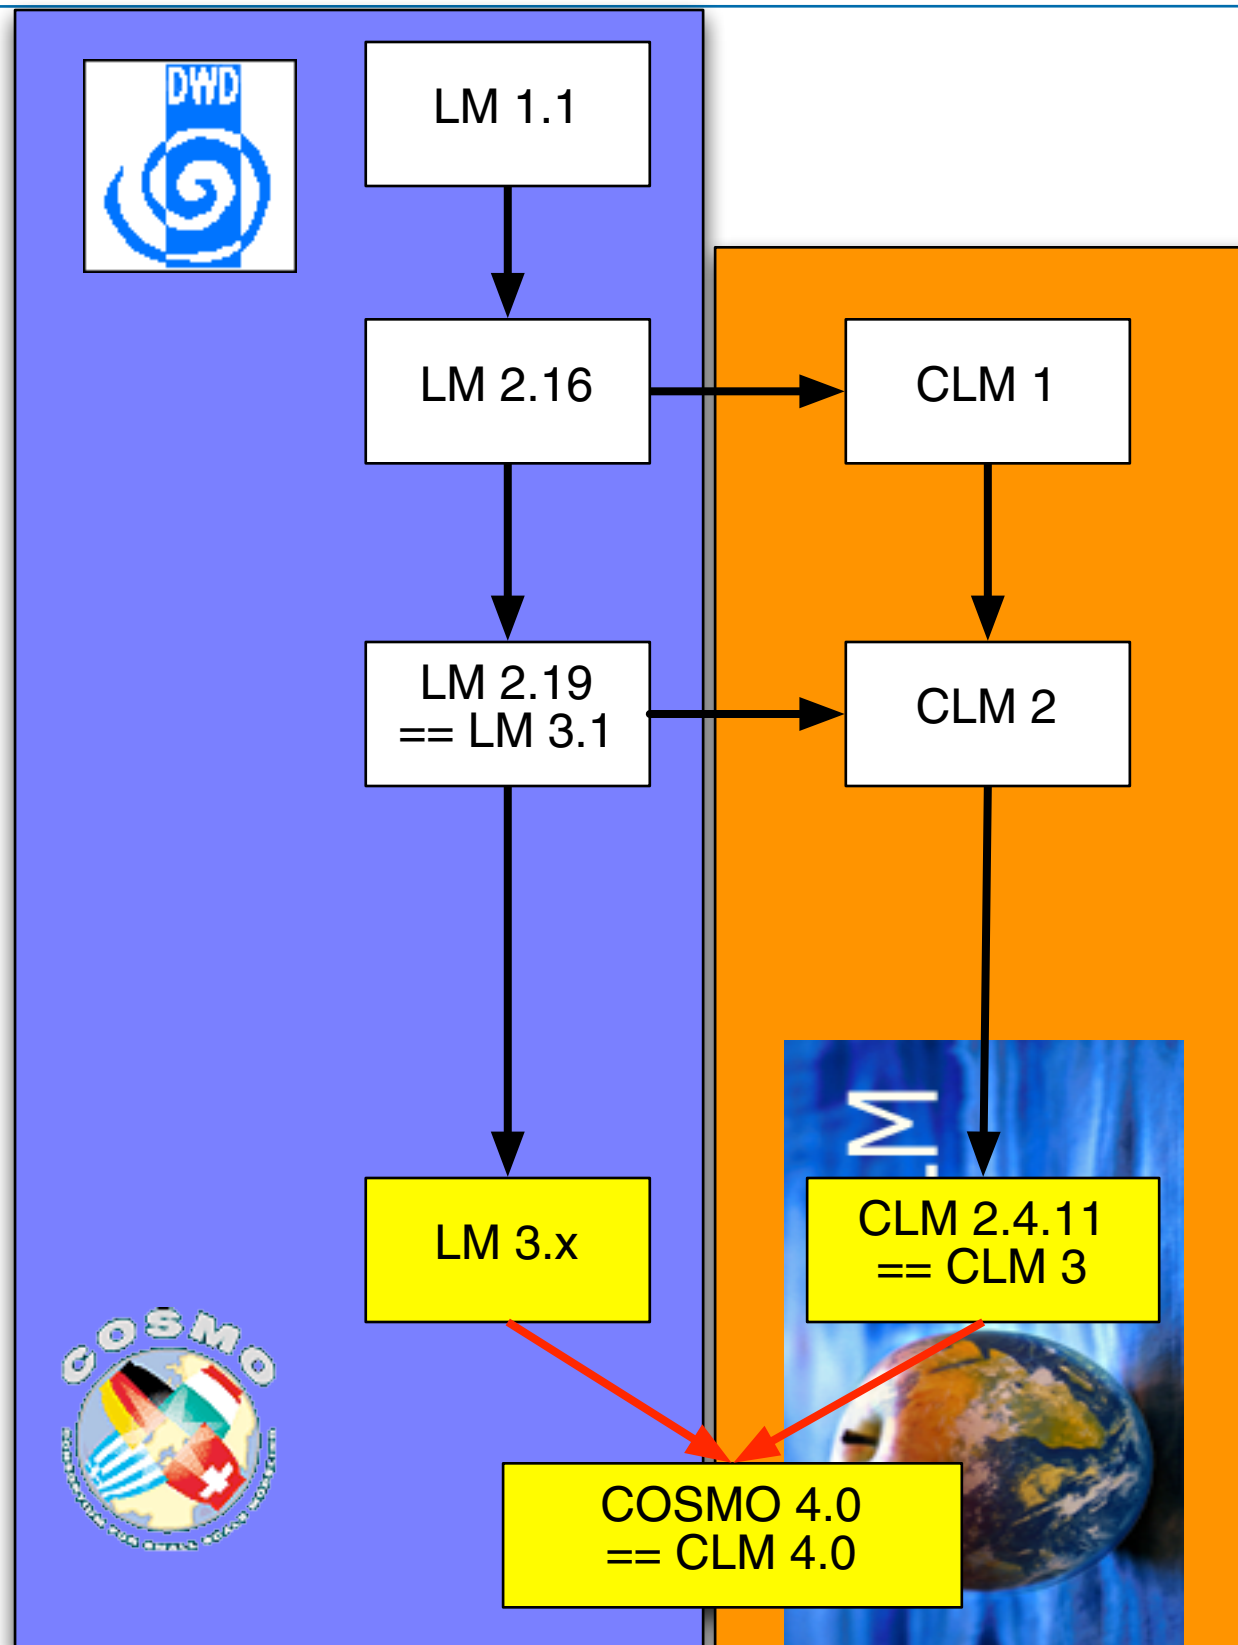 DWD
LM 1.1
LM 2.16
CLM 1
LM 2.19
== LM 3.1
CLM 2
LM 3.x
CLM 2.4.11
== CLM 3
COSMO
COSMO 4.0
== CLM 4.0